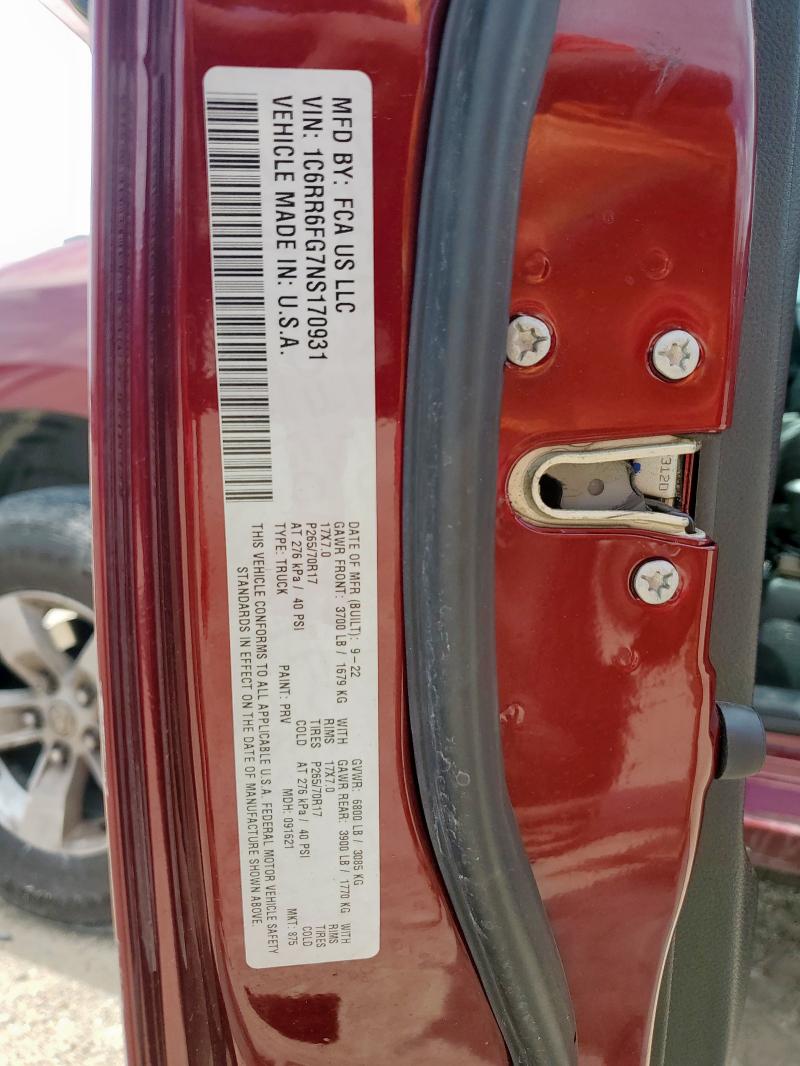 MFD BY: FCA US LLC
VIN: 1C6RR6FG7NS170931
VEHICLE MADE IN: U.S.A.
DATE OF MFR (BUILT): 9-22 GVWR: 6800 LB / 3085 KG
GAWR FRONT: 3700 LB / 1679 KG WITH GAWR REAR: 3900 LB / 1770 KG WITH
17X7.0 RIMS 17X7.0 RIMS
P265/70R17 TIRES P265/70R17 TIRES
AT 276 kPa / 40 PSI COLD AT 276 kPa / 40 PSI COLD
TYPE: TRUCK PAINT: PRV MDH: 091621 MKT: 875
THIS VEHICLE CONFORMS TO ALL APPLICABLE U.S.A. FEDERAL MOTOR VEHICLE SAFETY
STANDARDS IN EFFECT ON THE DATE OF MANUFACTURE SHOWN ABOVE.
3120